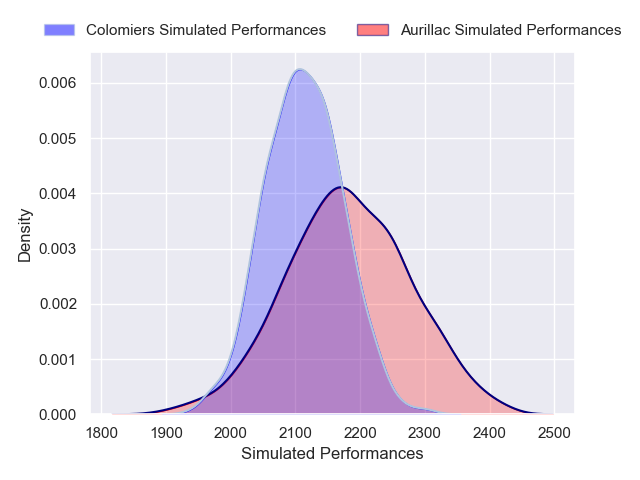 Colomiers Simulated Performances Aurillac Simulated Performances
0.006
0.005
0.004
0.003
0.002
0.001
0.000
Density
1800 1900 2000 2100 2200 2300 2400 2500
Simulated Performances